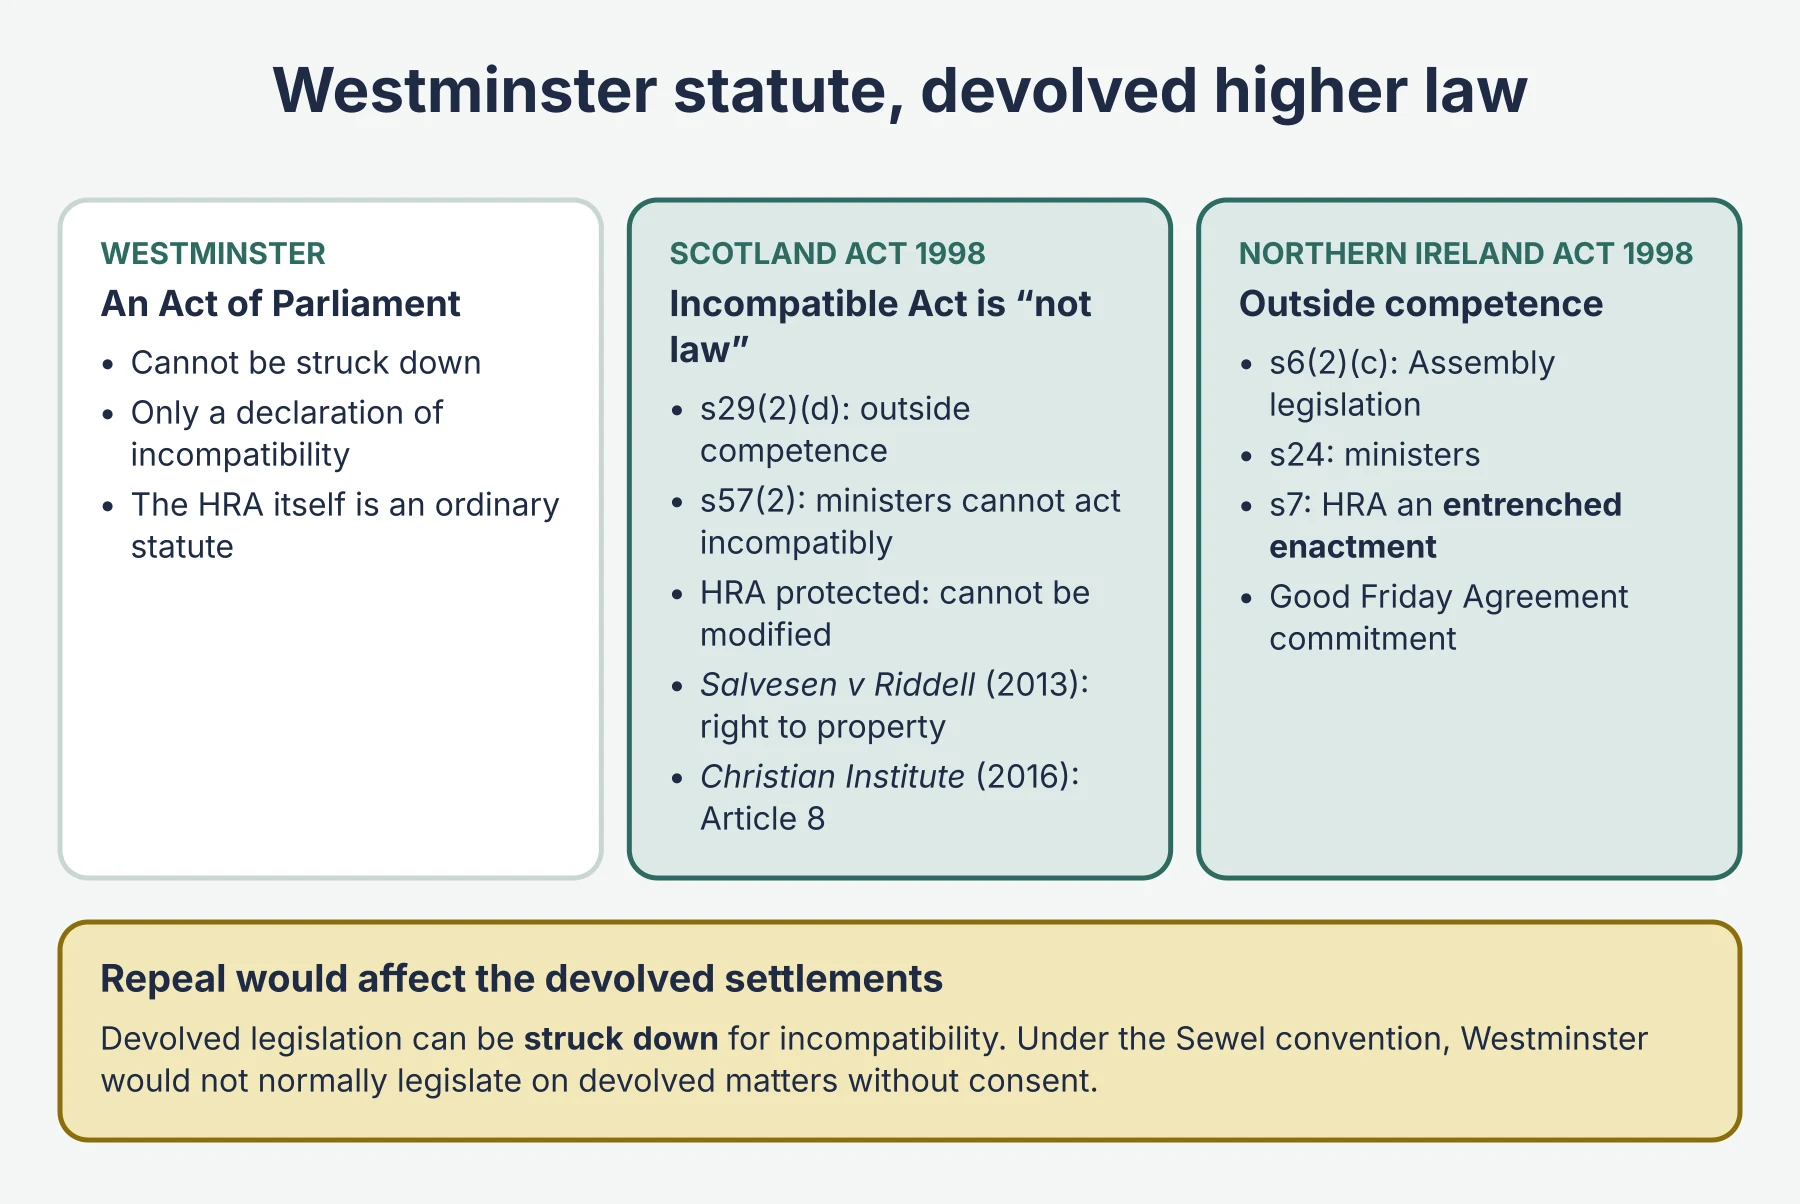 Westminster statute, devolved higher law
WESTMINSTER
An Act of Parliament
• Cannot be struck down
• Only a declaration of
incompatibility
• The HRA itself is an ordinary
statute
SCOTLAND ACT 1998
Incompatible Act is “not
law”
• s29(2)(d): outside
competence
• s57(2): ministers cannot act
incompatibly
• HRA protected: cannot be
modified
• Salvesen v Riddell (2013):
right to property
• Christian Institute (2016):
Article 8
NORTHERN IRELAND ACT 1998
Outside competence
• s6(2)(c): Assembly
legislation
• s24: ministers
• s7: HRA an entrenched
enactment
• Good Friday Agreement
commitment
Repeal would affect the devolved settlements
Devolved legislation can be struck down for incompatibility. Under the Sewel convention, Westminster
would not normally legislate on devolved matters without consent.